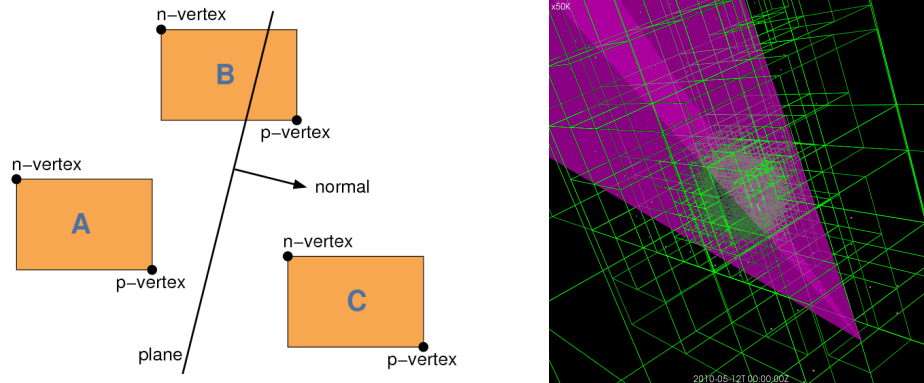 n-vertex
B
p-vertex
n-vertex
normal
A
n-vertex
p-vertex
C
plane
p-vertex
x50K
2010-05-12T 00:00:00Z